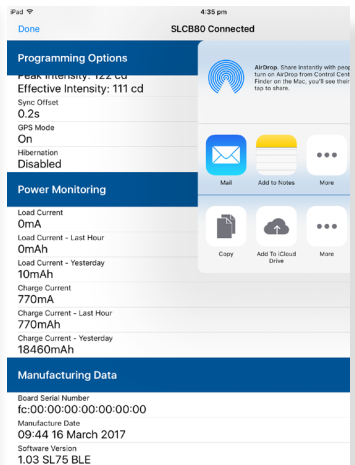 iPad 4:35 pm
Done SLCB80 Connected
Programming Options
Peak Intensity: 122 cd
Effective Intensity: 111 cd
Sync Offset
0.2s
GPS Mode
On
Hibernation
Disabled
Power Monitoring
Load Current
0mA
Load Current - Last Hour
0mAh
Load Current - Yesterday
10mAh
Charge Current
770mA
Charge Current - Last Hour
770mAh
Charge Current - Yesterday
18460mAh
Manufacturing Data
Board Serial Number
fc:00:00:00:00:00:00:00
Manufacture Date
09:44 16 March 2017
Software Version
1.03 SL75 BLE
AirDrop. Share instantly with peop
turn on AirDrop from Control Cent
Finder on the Mac, you'll see their
tap to share.
Mail Add to Notes More
Copy Add To iCloud More
Drive